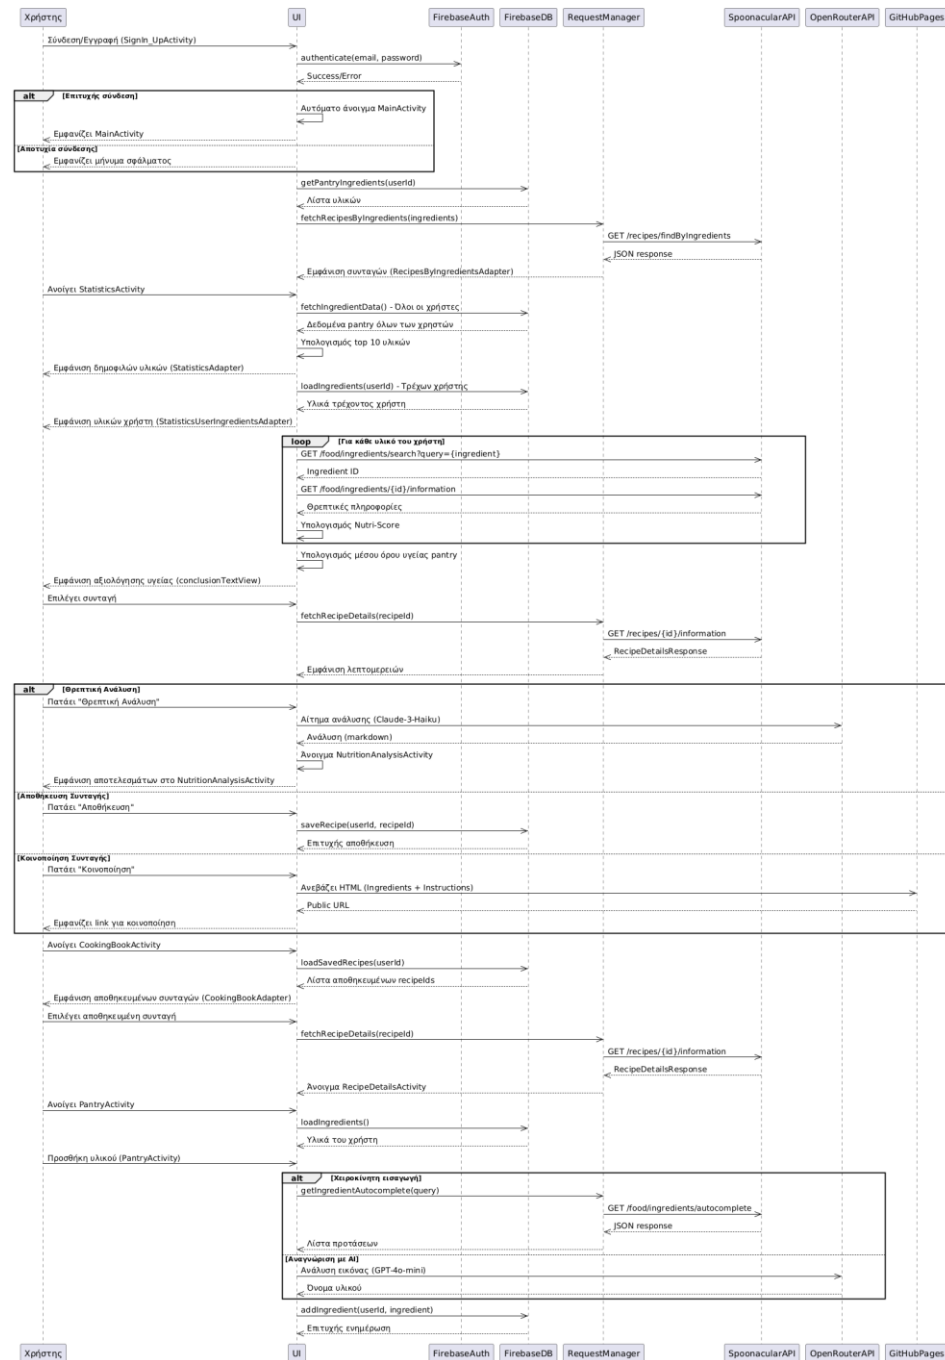 Χρήστης UI FirebaseAuth FirebaseDB RequestManager SpoonacularAPI OpenRouterAPI GitHubPages
Σύνδεση/Εγγραφή (SignIn_UpActivity)
authenticate(email, password)
Success/Error
alt [Επιτυχής σύνδεση]
Αυτόματο άνοιγμα MainActivity
Εμφανίζει MainActivity
[Αποτυχία σύνδεσης]
Εμφανίζει μήνυμα σφάλματος
getPantryIngredients(userId)
Λίστα υλικών
fetchRecipesByIngredients(ingredients)
GET /recipes/findByIngredients
JSON response
Εμφάνιση συνταγών (RecipesByIngredientsAdapter)
Ανοίγει StatisticsActivity
fetchIngredientData() - Όλοι οι χρήστες
Δεδομένα pantry όλων των χρηστών
Υπολογισμός top 10 υλικών
Εμφάνιση δημοφιλών υλικών (StatisticsAdapter)
loadIngredients(userId) - Τρέχων χρήστης
Υλικά τρέχοντος χρήστη
Εμφάνιση υλικών χρήστη (StatisticsUserIngredientsAdapter)
loop [Για κάθε υλικό του χρήστη]
GET /food/ingredients/search?query={ingredient}
Ingredient ID
GET /food/ingredients/{id}/information
Θρεπτικές πληροφορίες
Υπολογισμός Nutri-Score
Υπολογισμός μέσου όρου υγείας pantry
Εμφάνιση αξιολόγησης υγείας (conclusionTextView)
Επιλέγει συνταγή
fetchRecipeDetails(recipeId)
GET /recipes/{id}/information
RecipeDetailsResponse
Εμφάνιση λεπτομερειών
alt [Θρεπτική Ανάλυση]
Πατάει "Θρεπτική Ανάλυση"
Αίτημα ανάλυσης (Claude-3-Haiku)
Ανάλυση (markdown)
Άνοιγμα NutritionAnalysisActivity
Εμφάνιση αποτελεσμάτων στο NutritionAnalysisActivity
[Αποθήκευση Συνταγής]
Πατάει "Αποθήκευση"
saveRecipe(userId, recipeId)
Επιτυχής αποθήκευση
[Κοινοποίηση Συνταγής]
Πατάει "Κοινοποίηση"
Ανεβάζει HTML (Ingredients + Instructions)
Public URL
Εμφανίζει link για κοινοποίηση
Ανοίγει CookingBookActivity
loadSavedRecipes(userId)
Λίστα αποθηκευμένων recipeIds
Εμφάνιση αποθηκευμένων συνταγών (CookingBookAdapter)
Επιλέγει αποθηκευμένη συνταγή
fetchRecipeDetails(recipeId)
GET /recipes/{id}/information
RecipeDetailsResponse
Άνοιγμα RecipeDetailsActivity
Ανοίγει PantryActivity
loadIngredients()
Υλικά του χρήστη
Προσθήκη υλικού (PantryActivity)
alt [Χειροκίνητη εισαγωγή]
getIngredientAutocomplete(query)
GET /food/ingredients/autocomplete
JSON response
Λίστα προτάσεων
[Αναγνώριση με AI]
Ανάλυση εικόνας (GPT-4o-mini)
Όνομα υλικού
addIngredient(userId, ingredient)
Επιτυχής ενημέρωση
Χρήστης UI FirebaseAuth FirebaseDB RequestManager SpoonacularAPI OpenRouterAPI GitHubPages